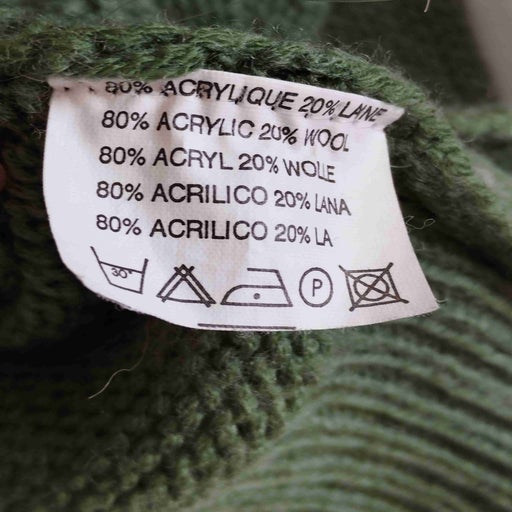 80% ACRYLIQUE 20% LAINE
80% ACRYLIC 20% WOOL
80% ACRYL 20% WOLLE
80% ACRILICO 20% LANA
80% ACRILICO 20% LA
30°
P